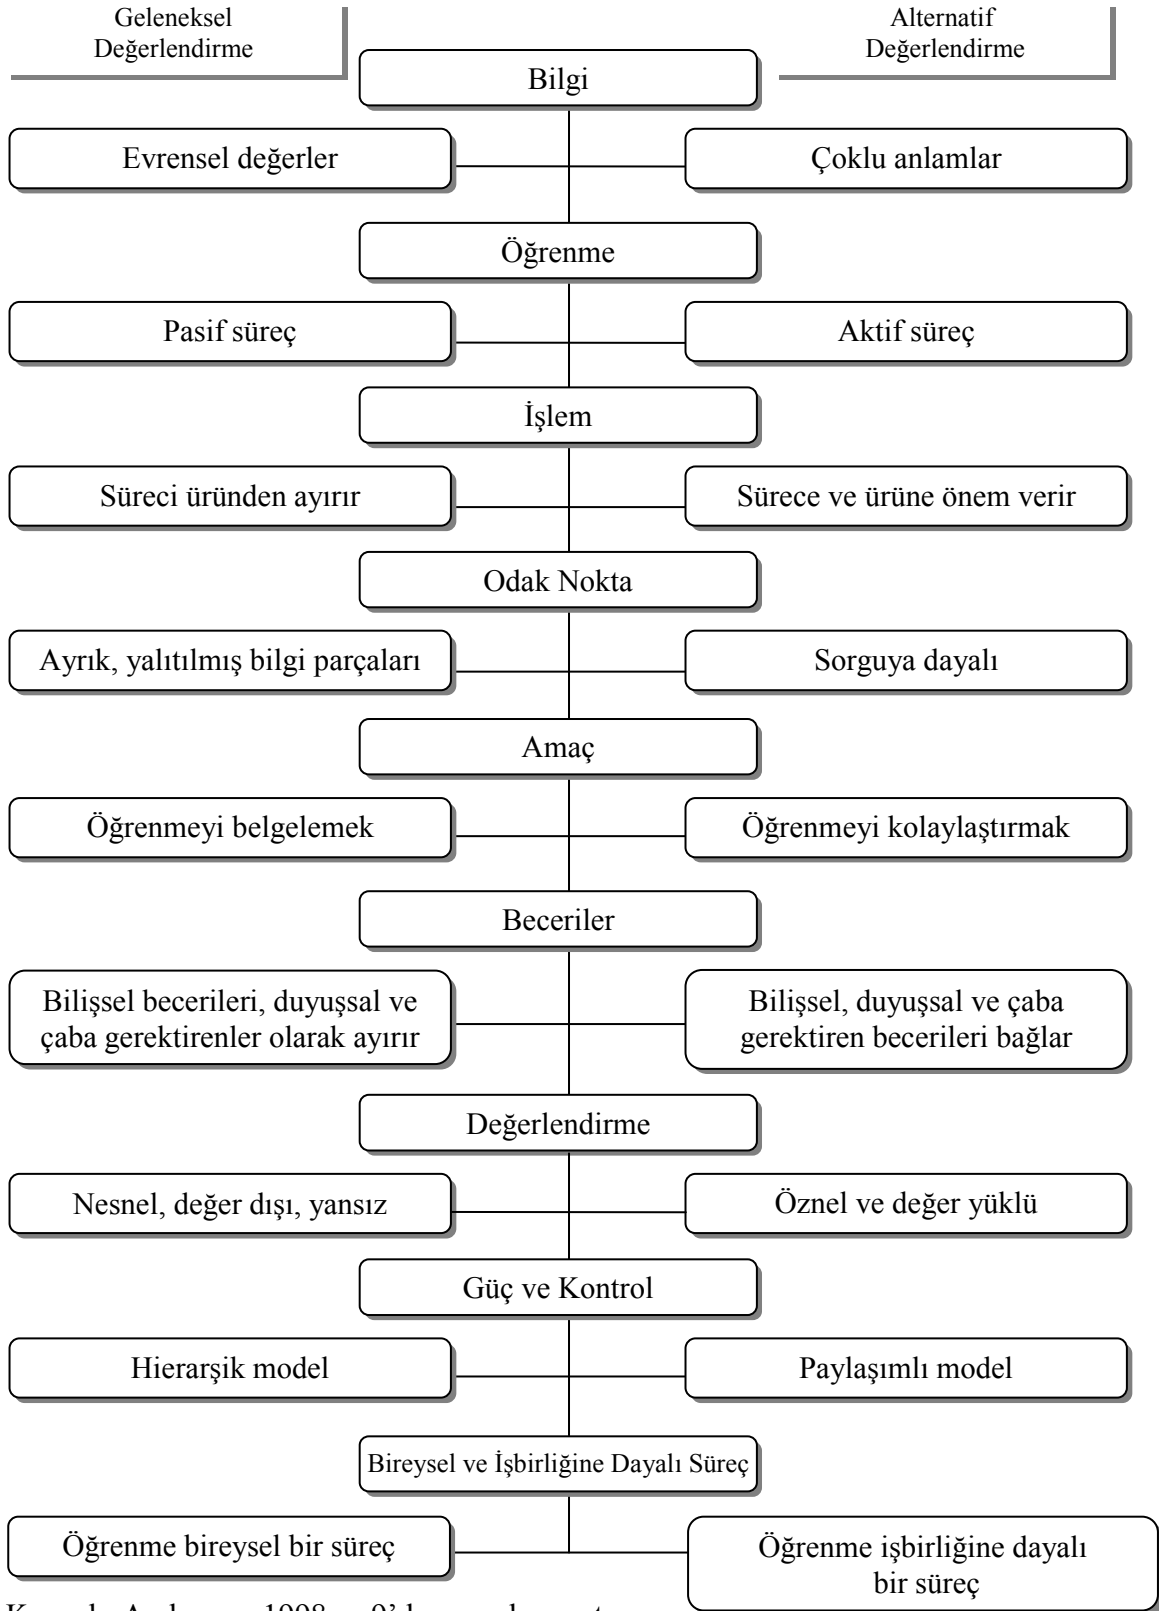 Geleneksel
Değerlendirme
Alternatif
Değerlendirme
Bilgi
Evrensel değerler
Çoklu anlamlar
Öğrenme
Pasif süreç
Aktif süreç
İşlem
Süreci üründen ayırır
Sürece ve ürüne önem verir
Odak Nokta
Ayrık, yalıtılmış bilgi parçaları
Sorguya dayalı
Amaç
Öğrenmeyi belgelemek
Öğrenmeyi kolaylaştırmak
Beceriler
Bilişsel becerileri, duyuşsal ve
çaba gerektirenler olarak ayırır
Bilişsel, duyuşsal ve çaba
gerektiren becerileri bağlar
Değerlendirme
Nesnel, değer dışı, yansız
Öznel ve değer yüklü
Güç ve Kontrol
Hierarşik model
Paylaşımlı model
Bireysel ve İşbirliğine Dayalı Süreç
Öğrenme bireysel bir süreç
Öğrenme işbirliğine dayalı
bir süreç